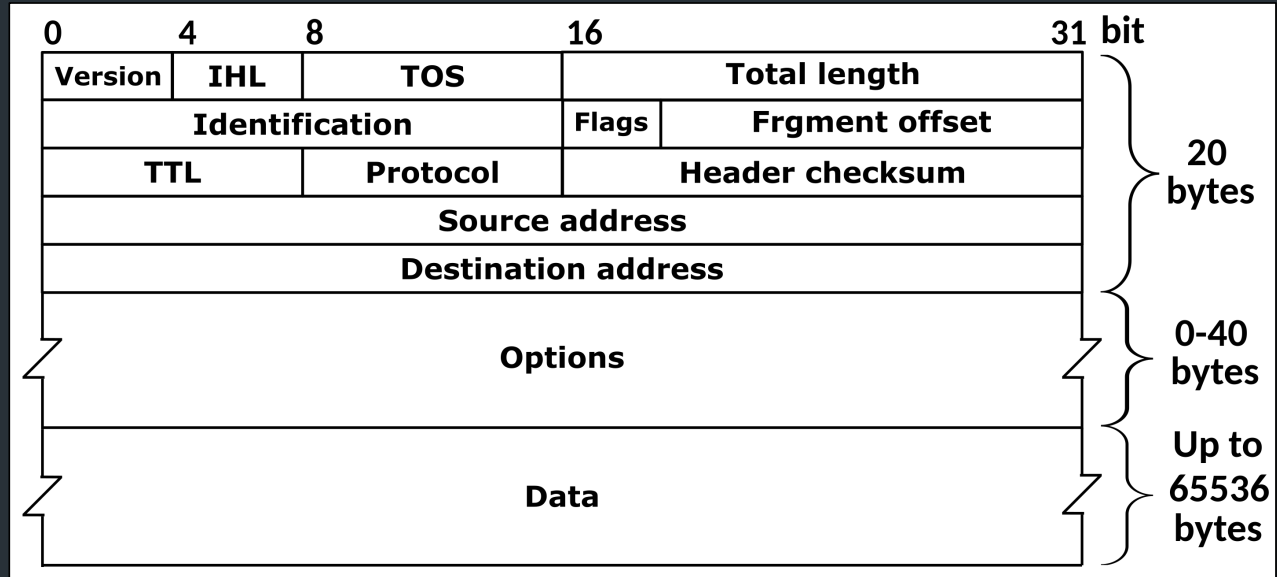 0 4 8 16 31 bit
Version IHL TOS Total length
Identification Flags Frgment offset
TTL Protocol Header checksum
Source address
Destination address
20
bytes
Options
0-40
bytes
Data
Up to
65536
bytes